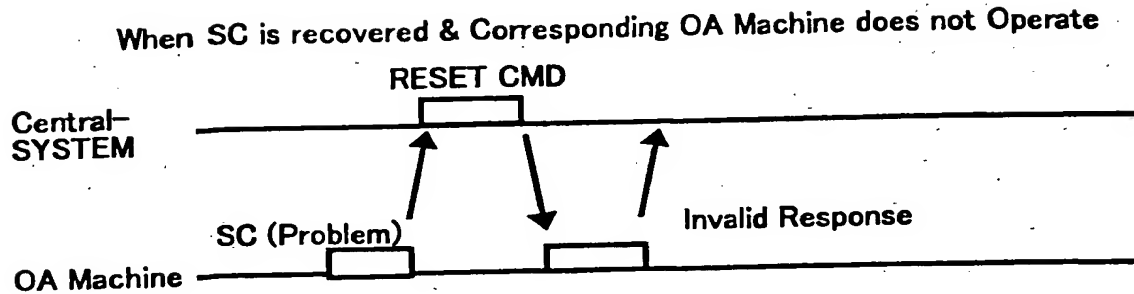 When SC is recovered & Corresponding OA Machine does not Operate
RESET CMD
Central-
SYSTEM
SC (Problem)
Invalid Response
OA Machine